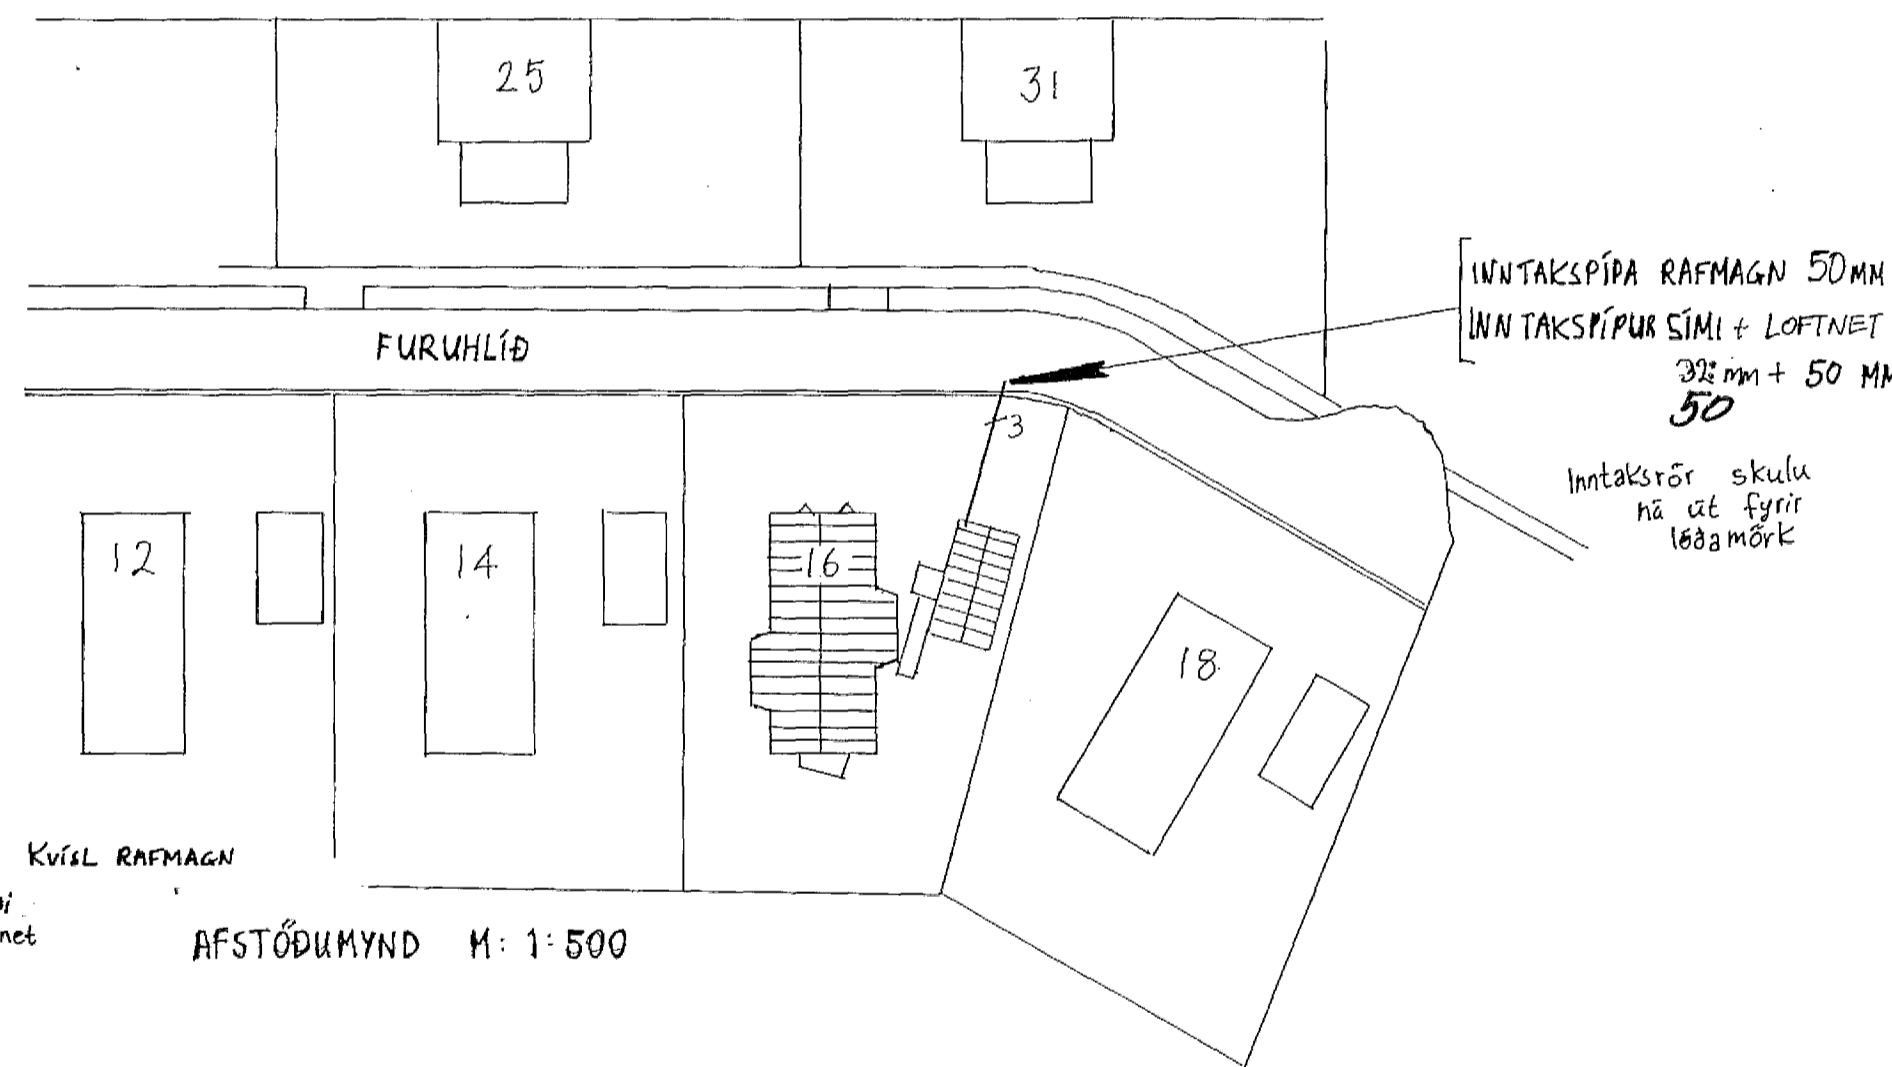 25
31
INNTAKSPÍPA RAFMAGN 50MM
INNTAKSPÍPUR SÍMI + LOFTNET
32 mm + 50 MM
50
FURUHLÍÐ
3
Inntaksrör skulu
ná út fyrir
lóðamörk
12
14
16
18
KVÍSL RAFMAGN
net
AFSTÖÐUMYND M: 1:500